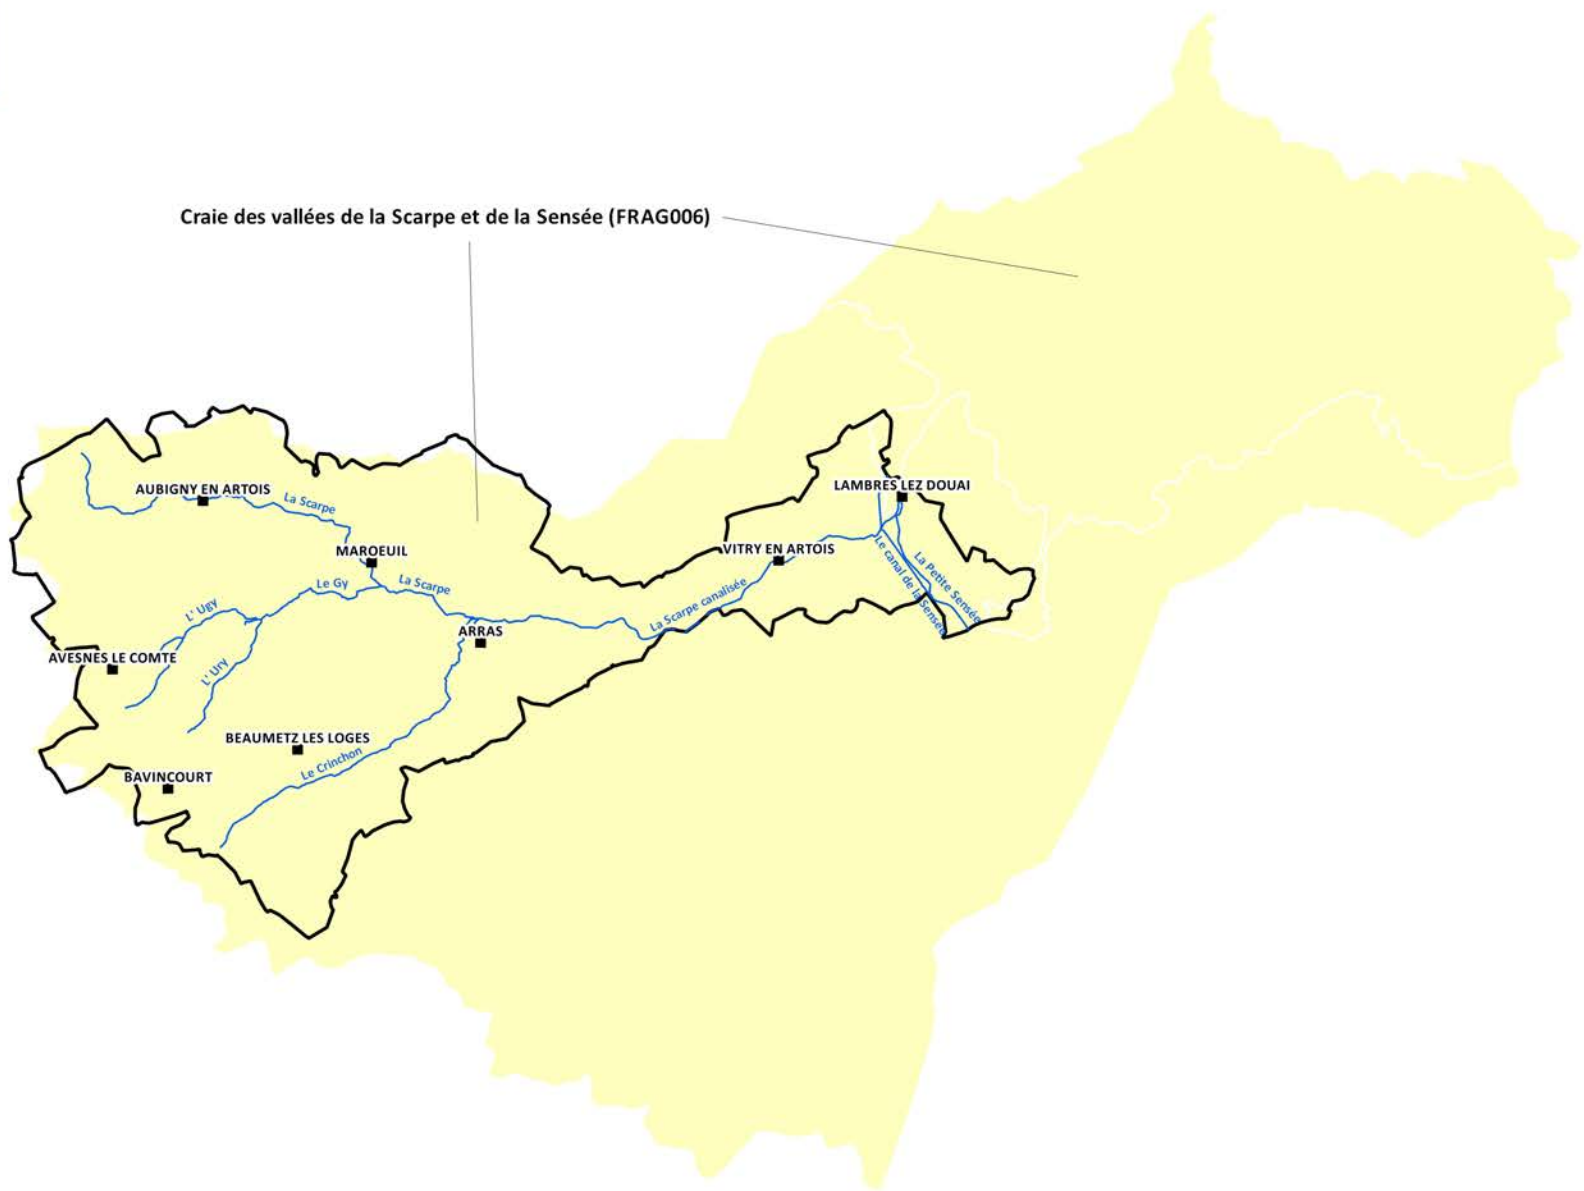 Craie des vallées de la Scarpe et de la Sensée (FRAG006)
AUBIGNY EN ARTOIS
La Scarpe
LAMBRES LEZ DOUAI
MAROEUIL
VITRY EN ARTOIS
Le canal de la Sensée
La Petite Sensée
Le Gy
La Scarpe
La Scarpe canalisée
L' Ugy
ARRAS
AVESNES LE COMTE
L' Ury
BEAUMETZ LES LOGES
Le Crinchon
BAVINCOURT